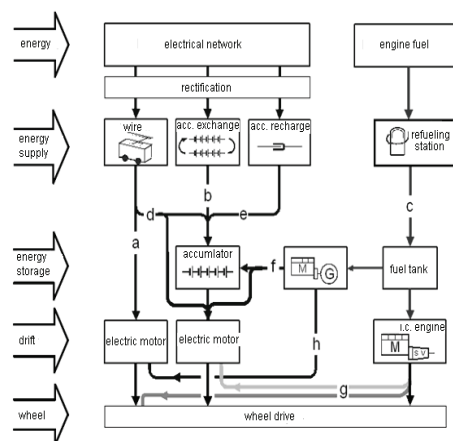 energy
electrical network
engine fuel
rectification
energy
supply
wire
acc. exchange
acc. recharge
refueling
station
d
b
e
c
a
energy
storage
accumlator
f
M
G
fuel tank
i.c. engine
drift
electric motor
electric motor
h
M
S V
g
wheel
wheel drive